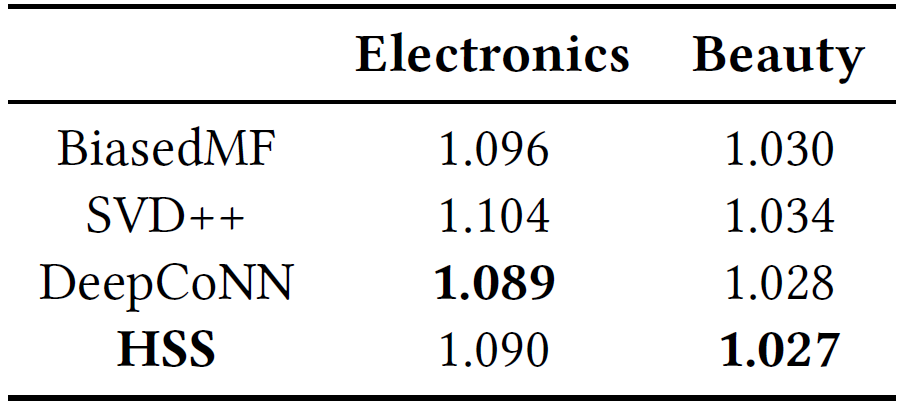 Electronics Beauty
BiasedMF 1.096 1.030
SVD++ 1.104 1.034
DeepCoNN 1.089 1.028
HSS 1.090 1.027